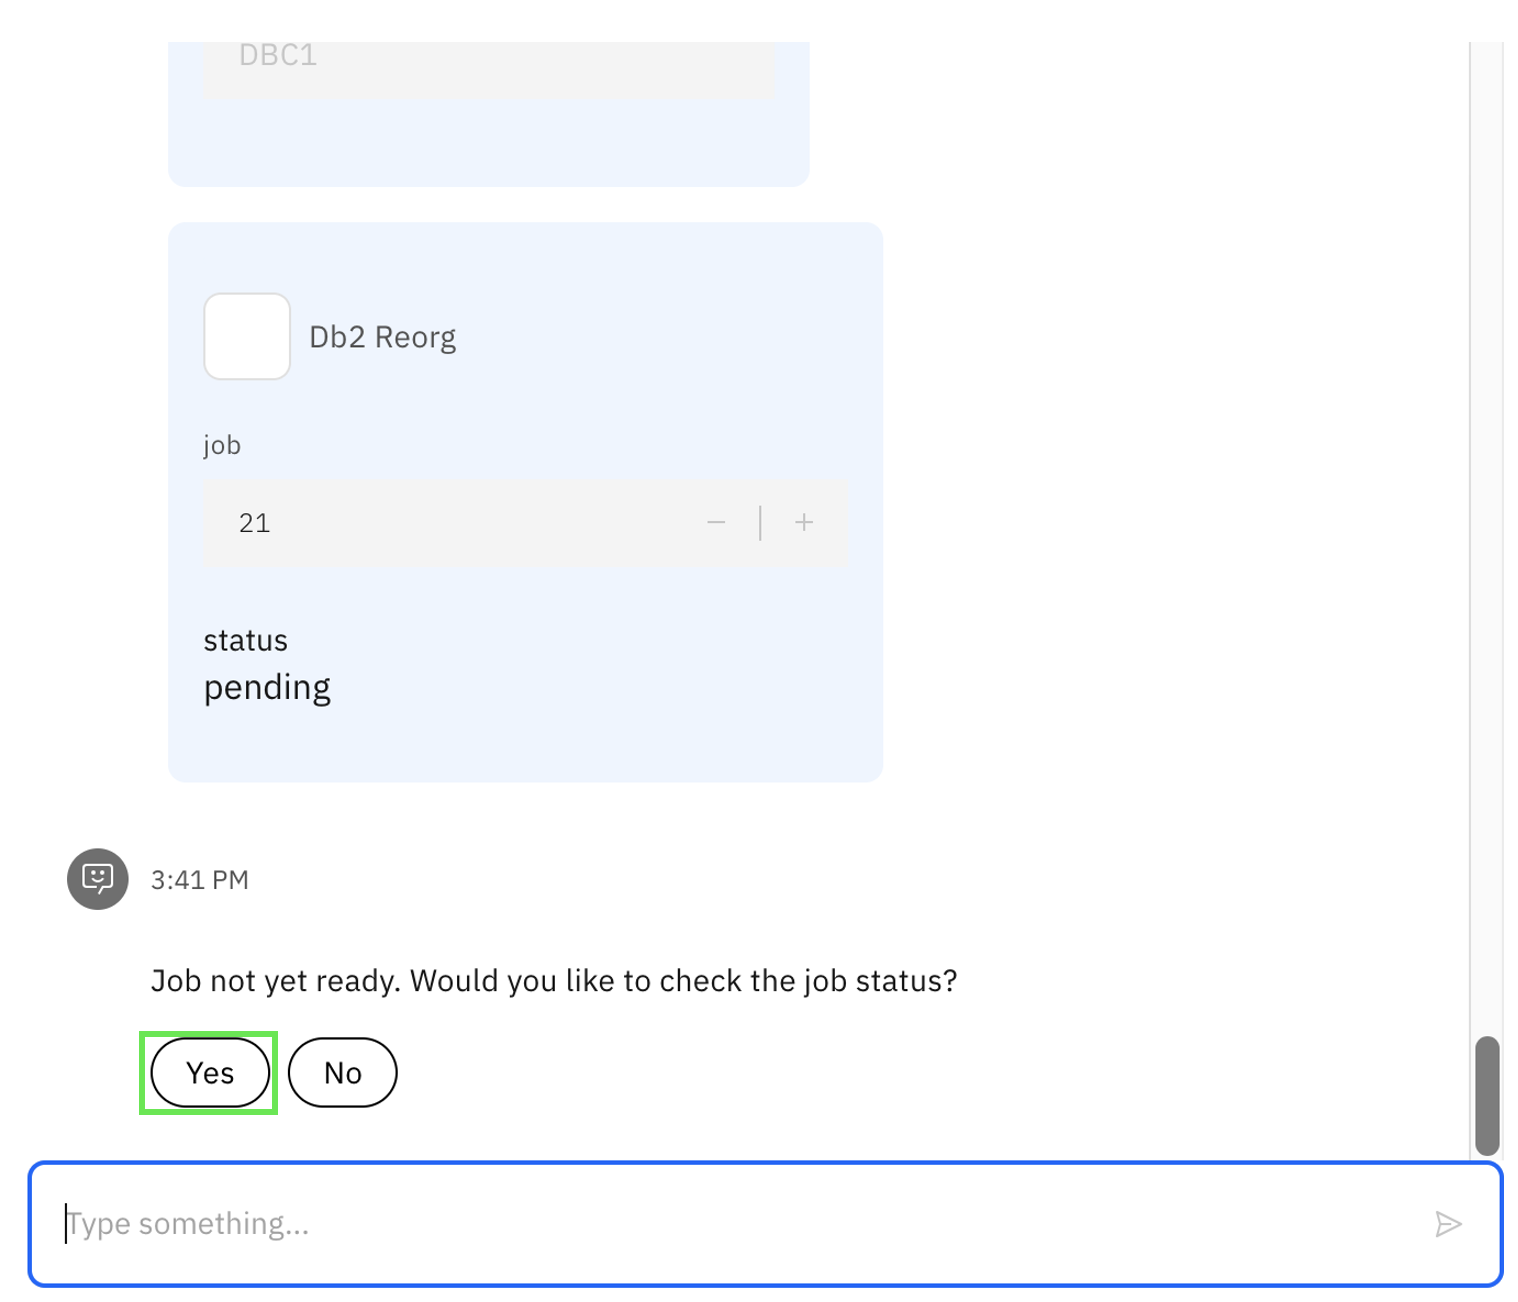 DBC1
Db2 Reorg
job
21
status
pending
3:41 PM
Job not yet ready. Would you like to check the job status?
Yes No
Type something...